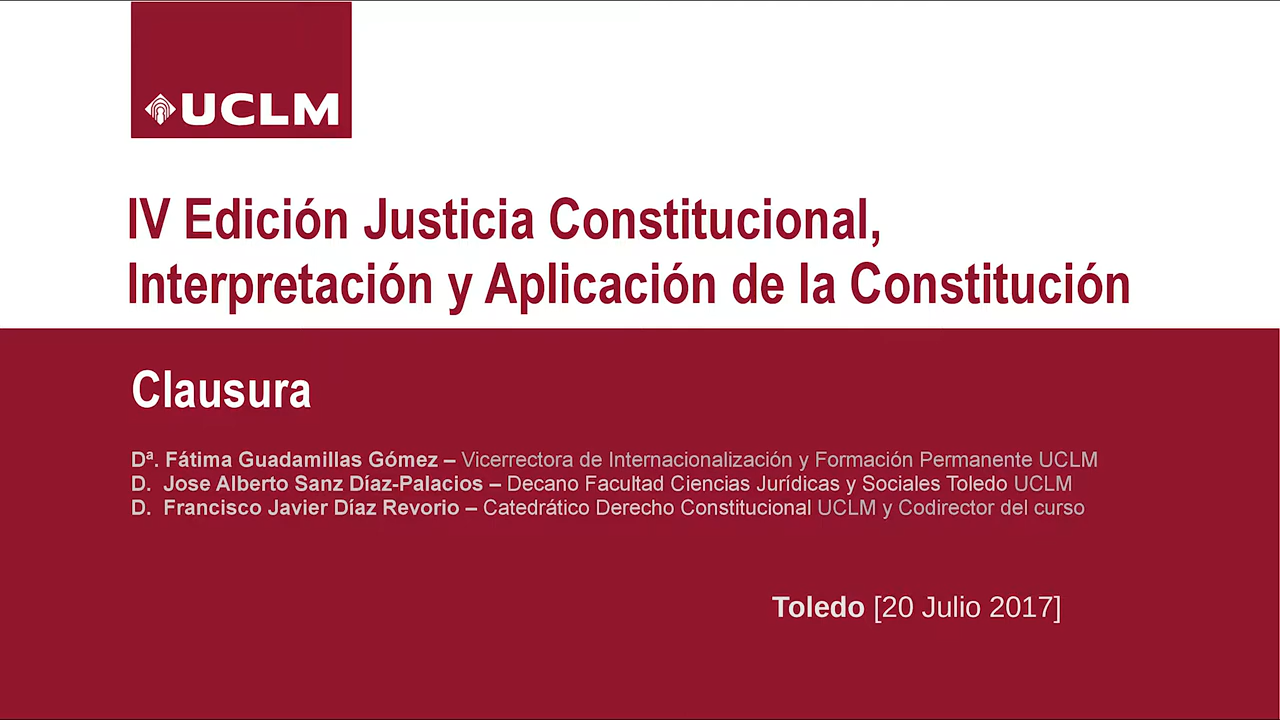 UCLM
IV Edición Justicia Constitucional,
Interpretación y Aplicación de la Constitución
Clausura
Dª. Fátima Guadamillas Gómez – Vicerrectora de Internacionalización y Formación Permanente UCLM
D. Jose Alberto Sanz Díaz-Palacios – Decano Facultad Ciencias Jurídicas y Sociales Toledo UCLM
D. Francisco Javier Díaz Revorio – Catedrático Derecho Constitucional UCLM y Codirector del curso
Toledo [20 Julio 2017]